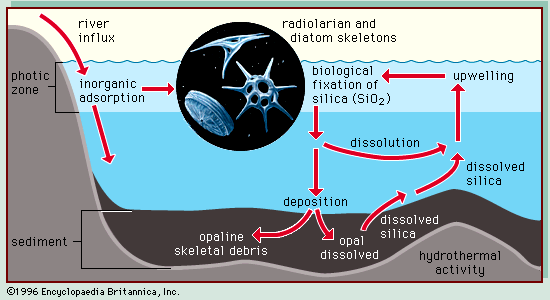 river
influx
radiolarian and
diatom skeletons
photic
zone
inorganic
adsorption
biological
fixation of
silica (SiO2)
upwelling
dissolution
dissolved
silica
deposition
dissolved
silica
sediment
opaline
skeletal debris
opal
dissolved
hydrothermal
activity
©1996 Encyclopaedia Britannica, Inc.